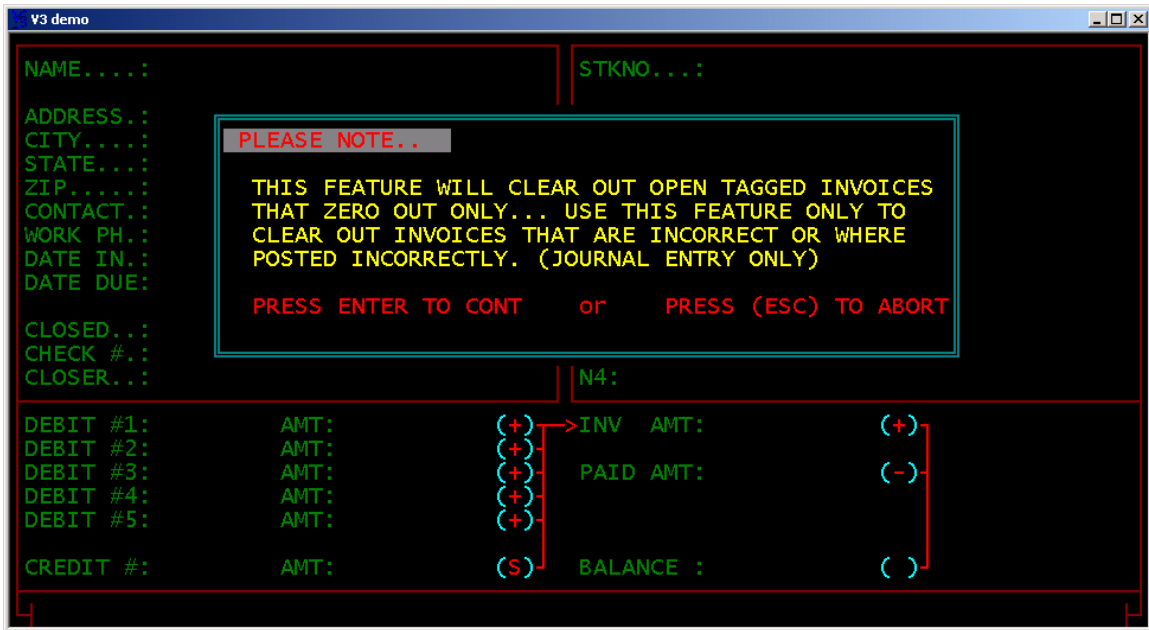 V3 demo
NAME....:
STKNO...:
ADDRESS.:
CITY....:
STATE...:
ZIP.....:
CONTACT.:
WORK PH.:
DATE IN.:
DATE DUE:
CLOSED..:
CHECK #.:
CLOSER..:
PLEASE NOTE..
THIS FEATURE WILL CLEAR OUT OPEN TAGGED INVOICES
THAT ZERO OUT ONLY... USE THIS FEATURE ONLY TO
CLEAR OUT INVOICES THAT ARE INCORRECT OR WHERE
POSTED INCORRECTLY. (JOURNAL ENTRY ONLY)
PRESS ENTER TO CONT or PRESS (ESC) TO ABORT
N4:
DEBIT #1: AMT: (+) >INV AMT: (+)
DEBIT #2: AMT: (+)
DEBIT #3: AMT: (+) PAID AMT: (-)
DEBIT #4: AMT: (+)
DEBIT #5: AMT: (+)
CREDIT #: AMT: (S) BALANCE : ( )